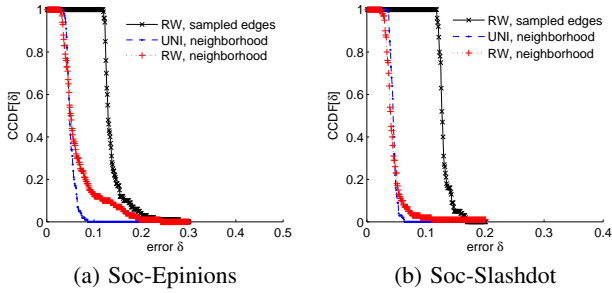 1
0.8
0.6
0.4
0.2
0
CCDF[δ]
0 0.1 0.2 0.3 0.4 0.5
error δ
RW, sampled edges
UNI, neighborhood
RW, neighborhood
(a) Soc-Epinions
1
0.8
0.6
0.4
0.2
0
CCDF[δ]
0 0.1 0.2 0.3 0.4
error δ
RW, sampled edges
UNI, neighborhood
RW, neighborhood
(b) Soc-Slashdot